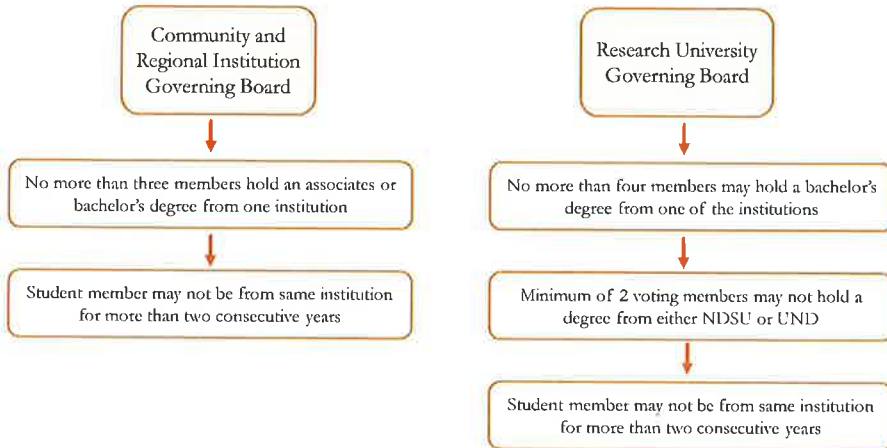 Community and
Regional Institution
Governing Board
No more than three members hold an associates or
bachelor's degree from one institution
Student member may not be from same institution
for more than two consecutive years
Research University
Governing Board
No more than four members may hold a bachelor's
degree from one of the institutions
Minimum of 2 voting members may not hold a
degree from either NDSU or UND
Student member may not be from same institution
for more than two consecutive years